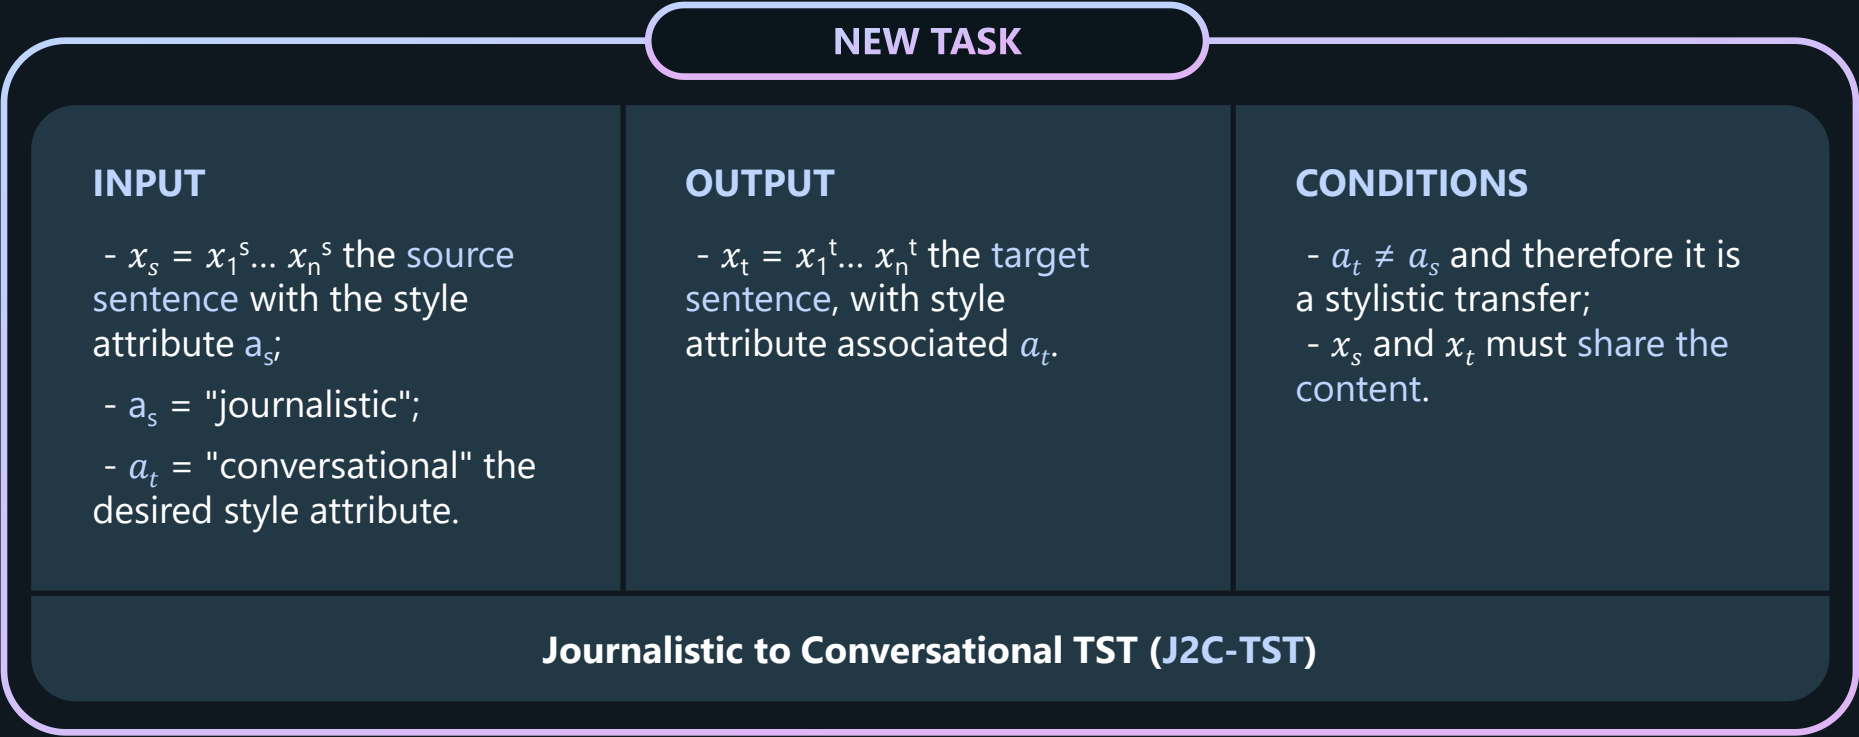 NEW TASK
INPUT
- xₛ = x₁ˢ... xₙˢ the source
sentence with the style
attribute aₛ;
- aₛ = "journalistic";
- aₜ = "conversational" the
desired style attribute.
OUTPUT
- xₜ = x₁ᵗ... xₙᵗ the target
sentence, with style
attribute associated aₜ.
CONDITIONS
- aₜ ≠ aₛ and therefore it is
a stylistic transfer;
- xₛ and xₜ must share the
content.
Journalistic to Conversational TST (J2C-TST)